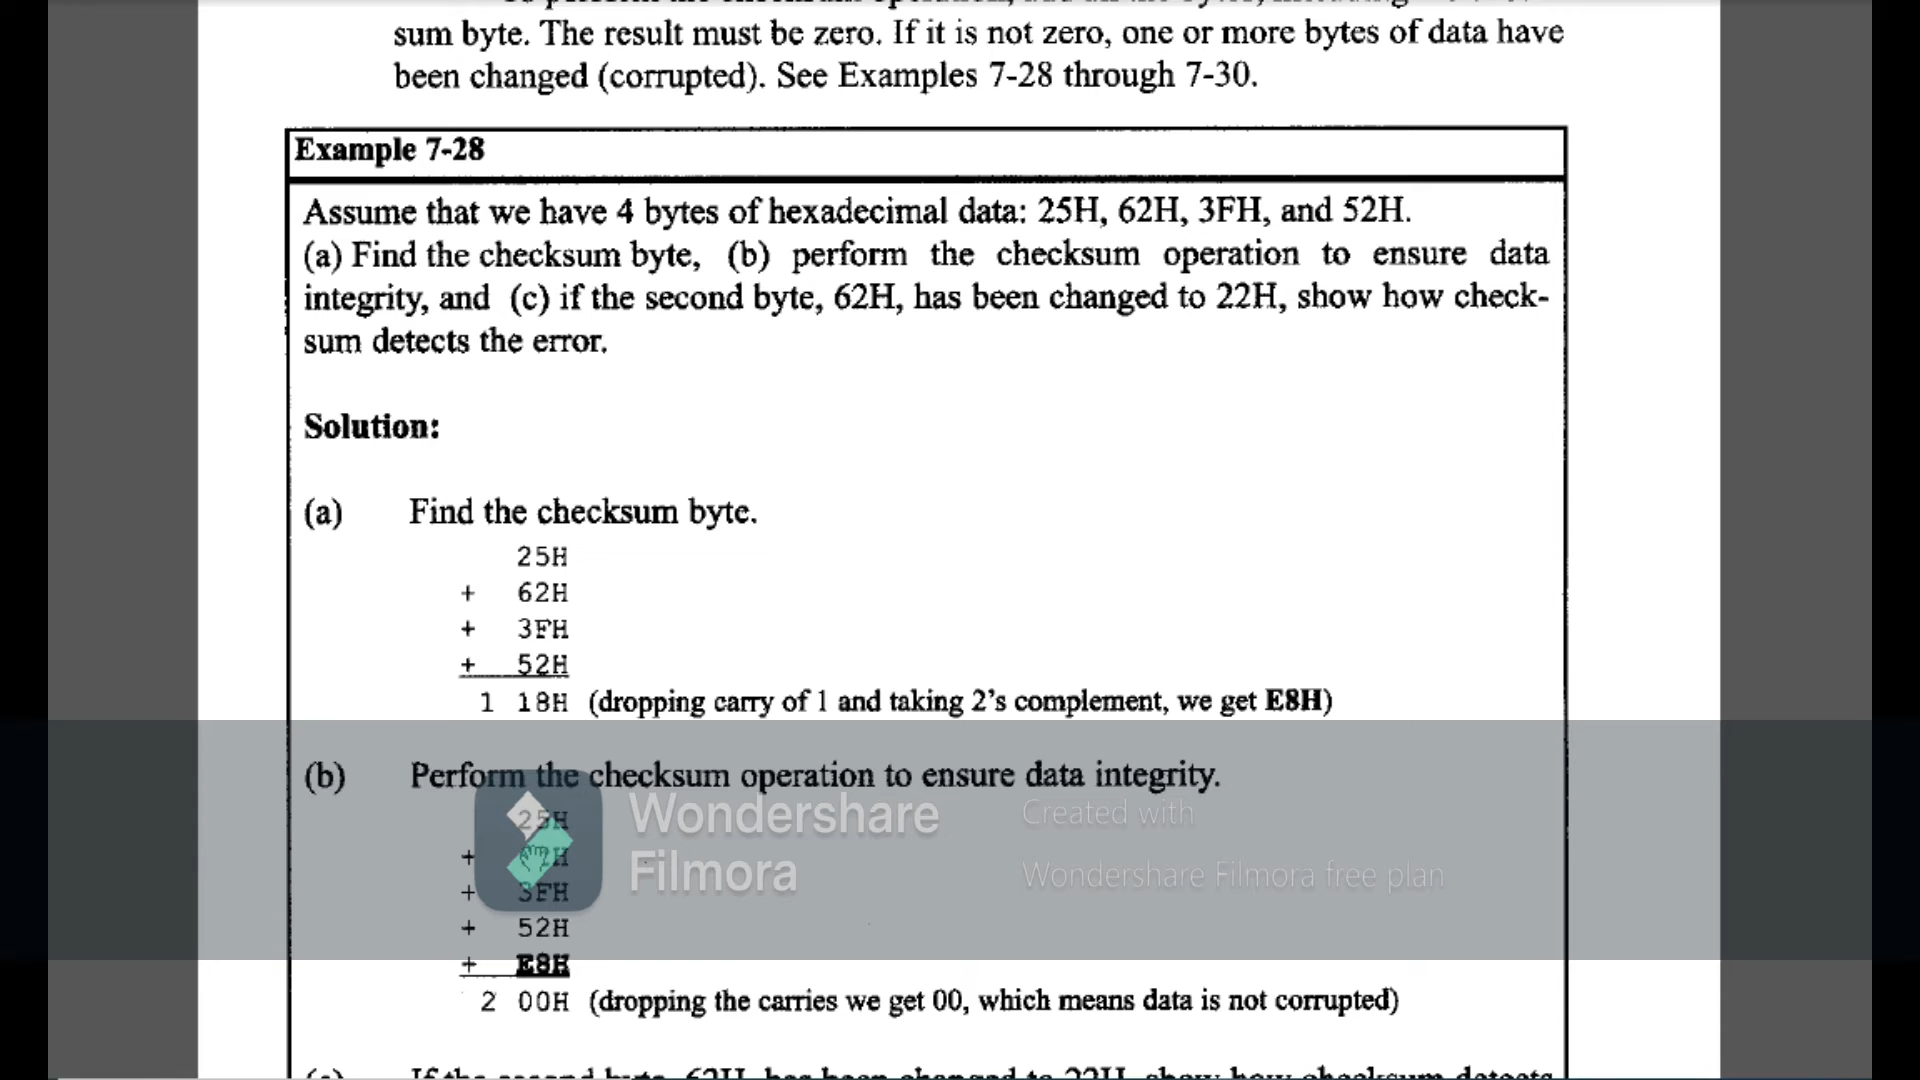 sum byte. The result must be zero. If it is not zero, one or more bytes of data have
been changed (corrupted). See Examples 7-28 through 7-30.
Example 7-28
Assume that we have 4 bytes of hexadecimal data: 25H, 62H, 3FH, and 52H.
(a) Find the checksum byte, (b) perform the checksum operation to ensure data
integrity, and (c) if the second byte, 62H, has been changed to 22H, show how check-
sum detects the error.
Solution:
(a) Find the checksum byte.
25H
+ 62H
+ 3FH
+ 52H
1 18H (dropping carry of 1 and taking 2's complement, we get E8H)
(b) Perform the checksum operation to ensure data integrity.
25H
+
+ 3FH
+ 52H
+ E8H
2 00H (dropping the carries we get 00, which means data is not corrupted)
Wondershare
Filmora
Created with
Wondershare Filmora free plan